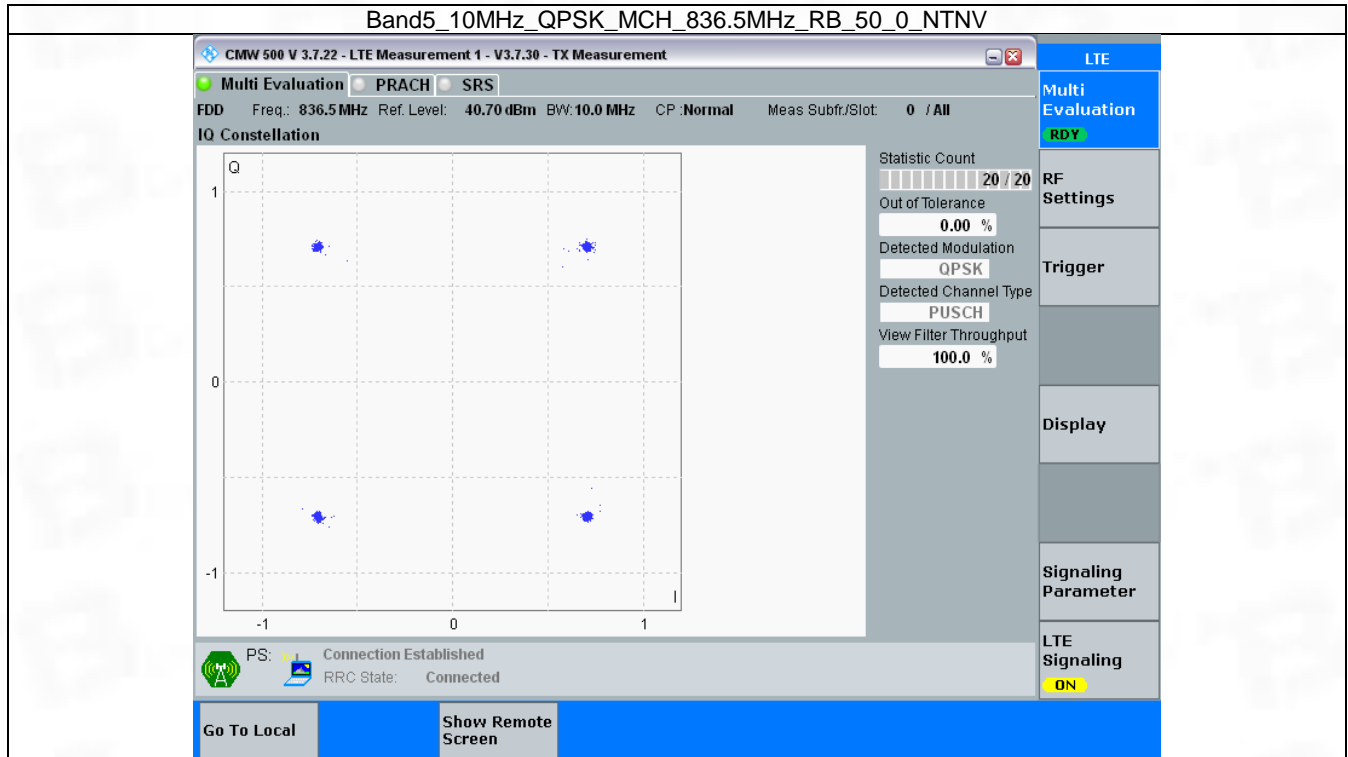 Band5_10MHz_QPSK_MCH_836.5MHz_RB_50_0_NTNV
CMW 500 V 3.7.22 - LTE Measurement 1 - V3.7.30 - TX Measurement
LTE
Multi Evaluation PRACH SRS
FDD Freq.: 836.5 MHz Ref. Level: 40.70 dBm BW: 10.0 MHz CP :Normal Meas Subfr./Slot: 0 / All
Multi
Evaluation
RDY
IQ Constellation
Q
1
0
-1
-1 0 1
I
Statistic Count
20 / 20
Out of Tolerance
0.00 %
Detected Modulation
QPSK
Detected Channel Type
PUSCH
View Filter Throughput
100.0 %
RF
Settings
Trigger
Display
Signaling
Parameter
LTE
Signaling
ON
PS: Connection Established
RRC State: Connected
Go To Local
Show Remote
Screen